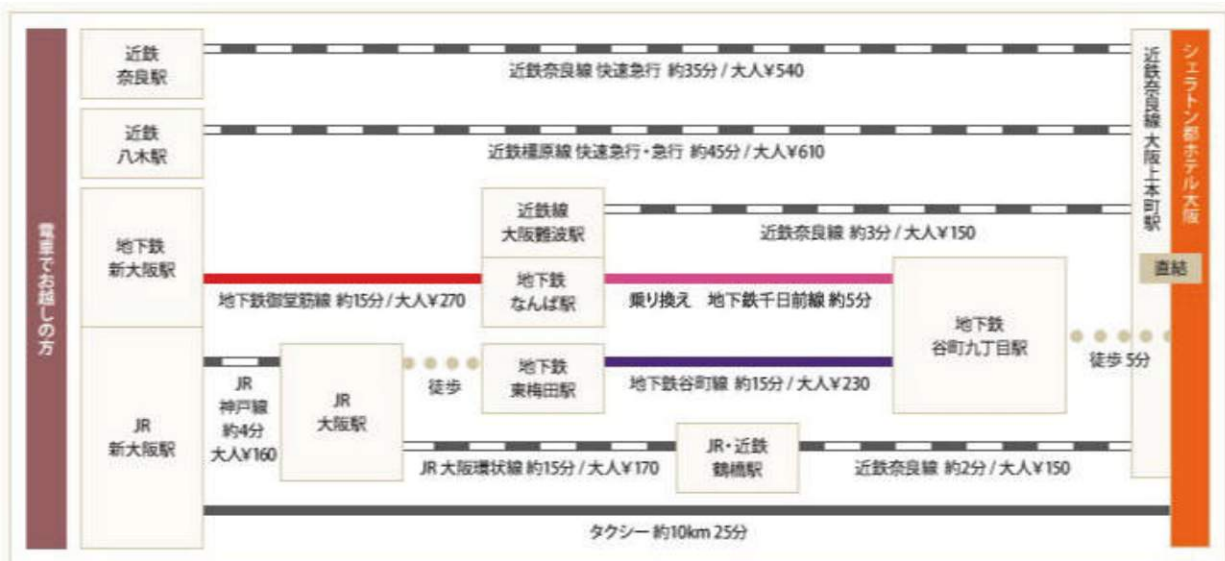 電車でお越しの方
近鉄
奈良駅
近鉄奈良線 快速急行 約35分 / 大人¥540
近鉄
八木駅
近鉄橿原線 快速急行・急行 約45分 / 大人¥610
近鉄線
大阪難波駅
近鉄奈良線 約3分 / 大人¥150
地下鉄
新大阪駅
地下鉄御堂筋線 約15分 / 大人¥270
地下鉄
なんば駅
乗り換え 地下鉄千日前線 約5分
地下鉄
谷町九丁目駅
徒歩 5分
JR
新大阪駅
JR
神戸線
約4分
大人¥160
JR
大阪駅
徒歩
地下鉄
東梅田駅
地下鉄谷町線 約15分 / 大人¥230
JR 大阪環状線 約15分 / 大人¥170
JR・近鉄
鶴橋駅
近鉄奈良線 約2分 / 大人¥150
タクシー 約10km 25分
近鉄奈良線 大阪上本町駅
直結
シェラトン都ホテル大阪